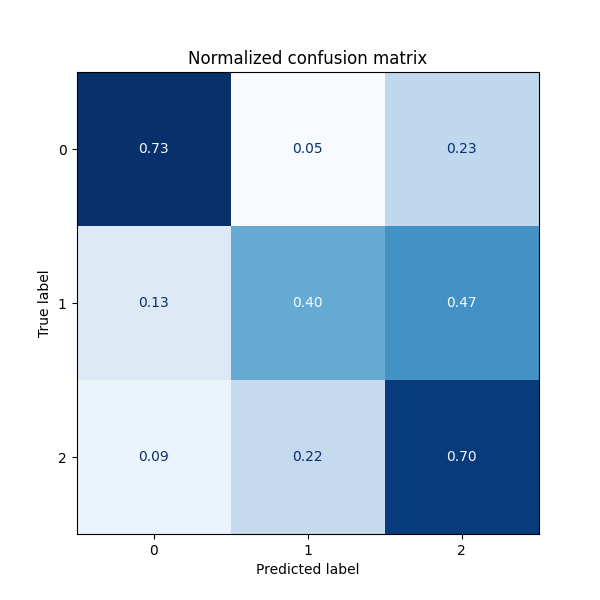 Normalized confusion matrix
0 0.73 0.05 0.23
True label
1 0.13 0.40 0.47
2 0.09 0.22 0.70
0 1 2
Predicted label